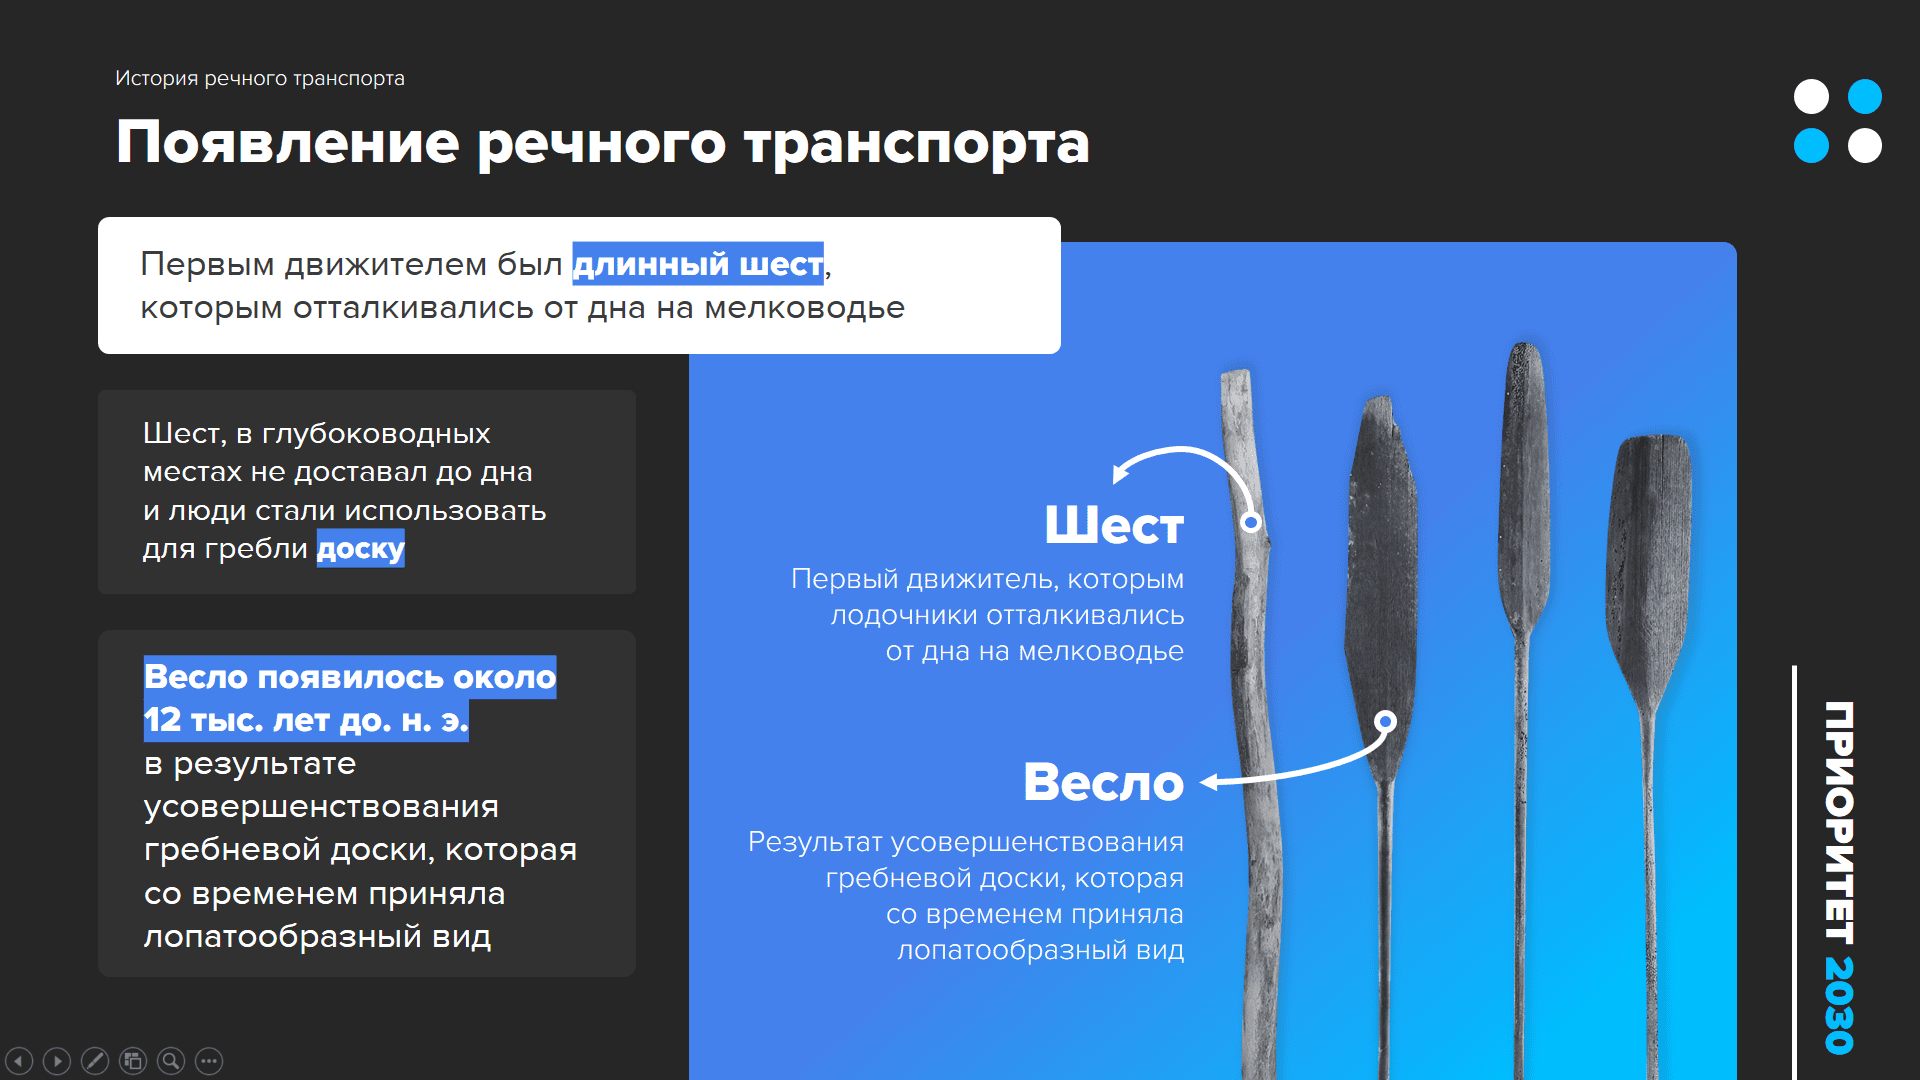 История речного транспорта
Появление речного транспорта
Первым движителем был длинный шест,
которым отталкивались от дна на мелководье
Шест, в глубоководных
местах не доставал до дна
и люди стали использовать
для гребли доску
Весло появилось около
12 тыс. лет до. н. э.
в результате
усовершенствования
гребневой доски, которая
со временем приняла
лопатообразный вид
Шест
Первый движитель, которым
лодочники отталкивались
от дна на мелководье
Весло
Результат усовершенствования
гребневой доски, которая
со временем приняла
лопатообразный вид
ПРИОРИТЕТ 2030